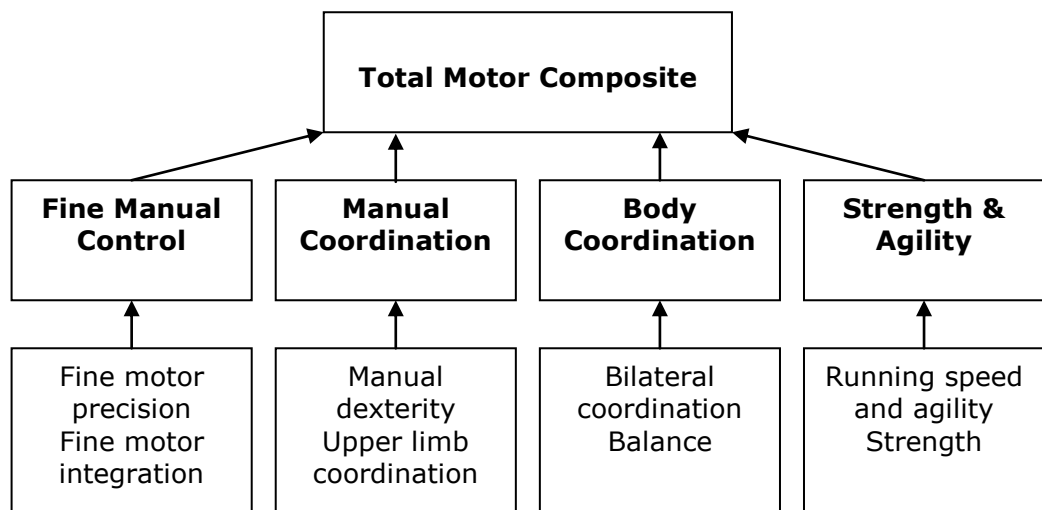 Total Motor Composite
Fine Manual
Control
Manual
Coordination
Body
Coordination
Strength &
Agility
Fine motor
precision
Fine motor
integration
Manual
dexterity
Upper limb
coordination
Bilateral
coordination
Balance
Running speed
and agility
Strength